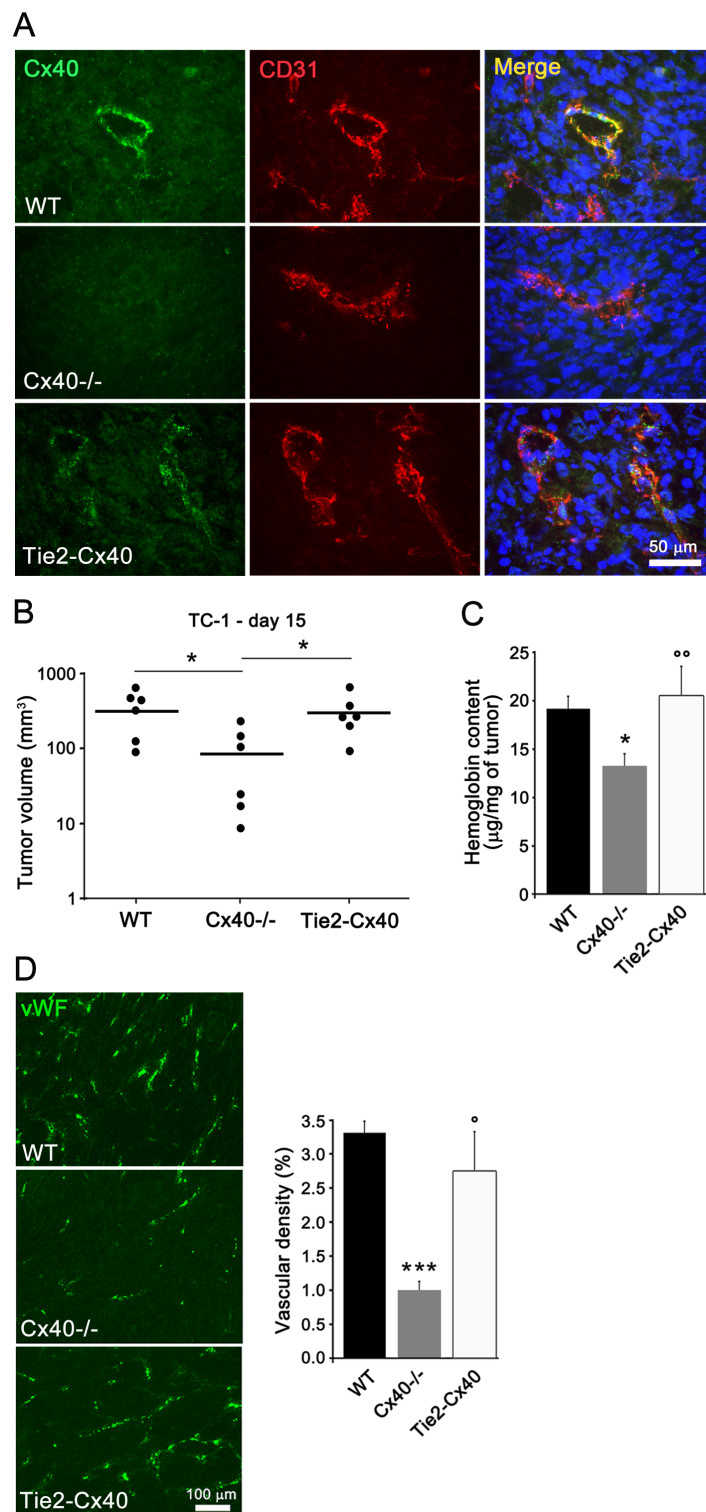 A
Cx40
CD31
Merge
WT
Cx40-/-
Tie2-Cx40
50 µm
B
TC-1 - day 15
*
*
Tumor volume (mm³)
1000
100
10
1
WT
Cx40-/-
Tie2-Cx40
C
Hemoglobin content
(µg/mg of tumor)
25
20
15
10
5
0
*
°°
WT
Cx40-/-
Tie2-Cx40
D
vWF
WT
Cx40-/-
Tie2-Cx40
100 µm
Vascular density (%)
3.5
3.0
2.5
2.0
1.5
1.0
0.5
0.0
***
°
WT
Cx40-/-
Tie2-Cx40